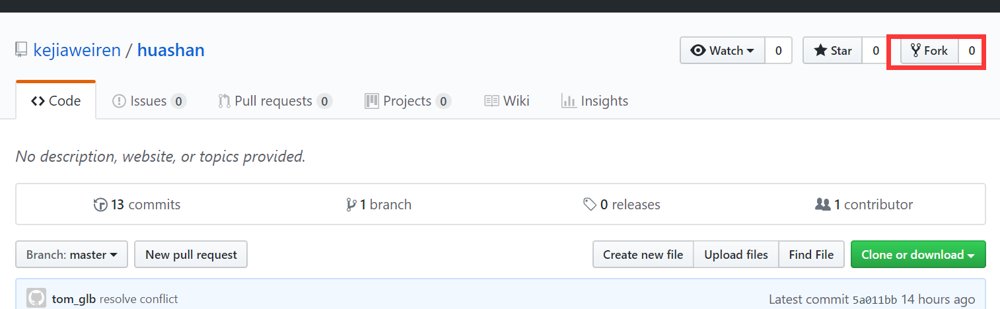 kejiaweiren / huashan
Watch 0 Star 0 Fork 0
Code Issues 0 Pull requests 0 Projects 0 Wiki Insights
No description, website, or topics provided.
13 commits 1 branch 0 releases 1 contributor
Branch: master New pull request Create new file Upload files Find File Clone or download
tom_glb resolve conflict Latest commit 5a011bb 14 hours ago